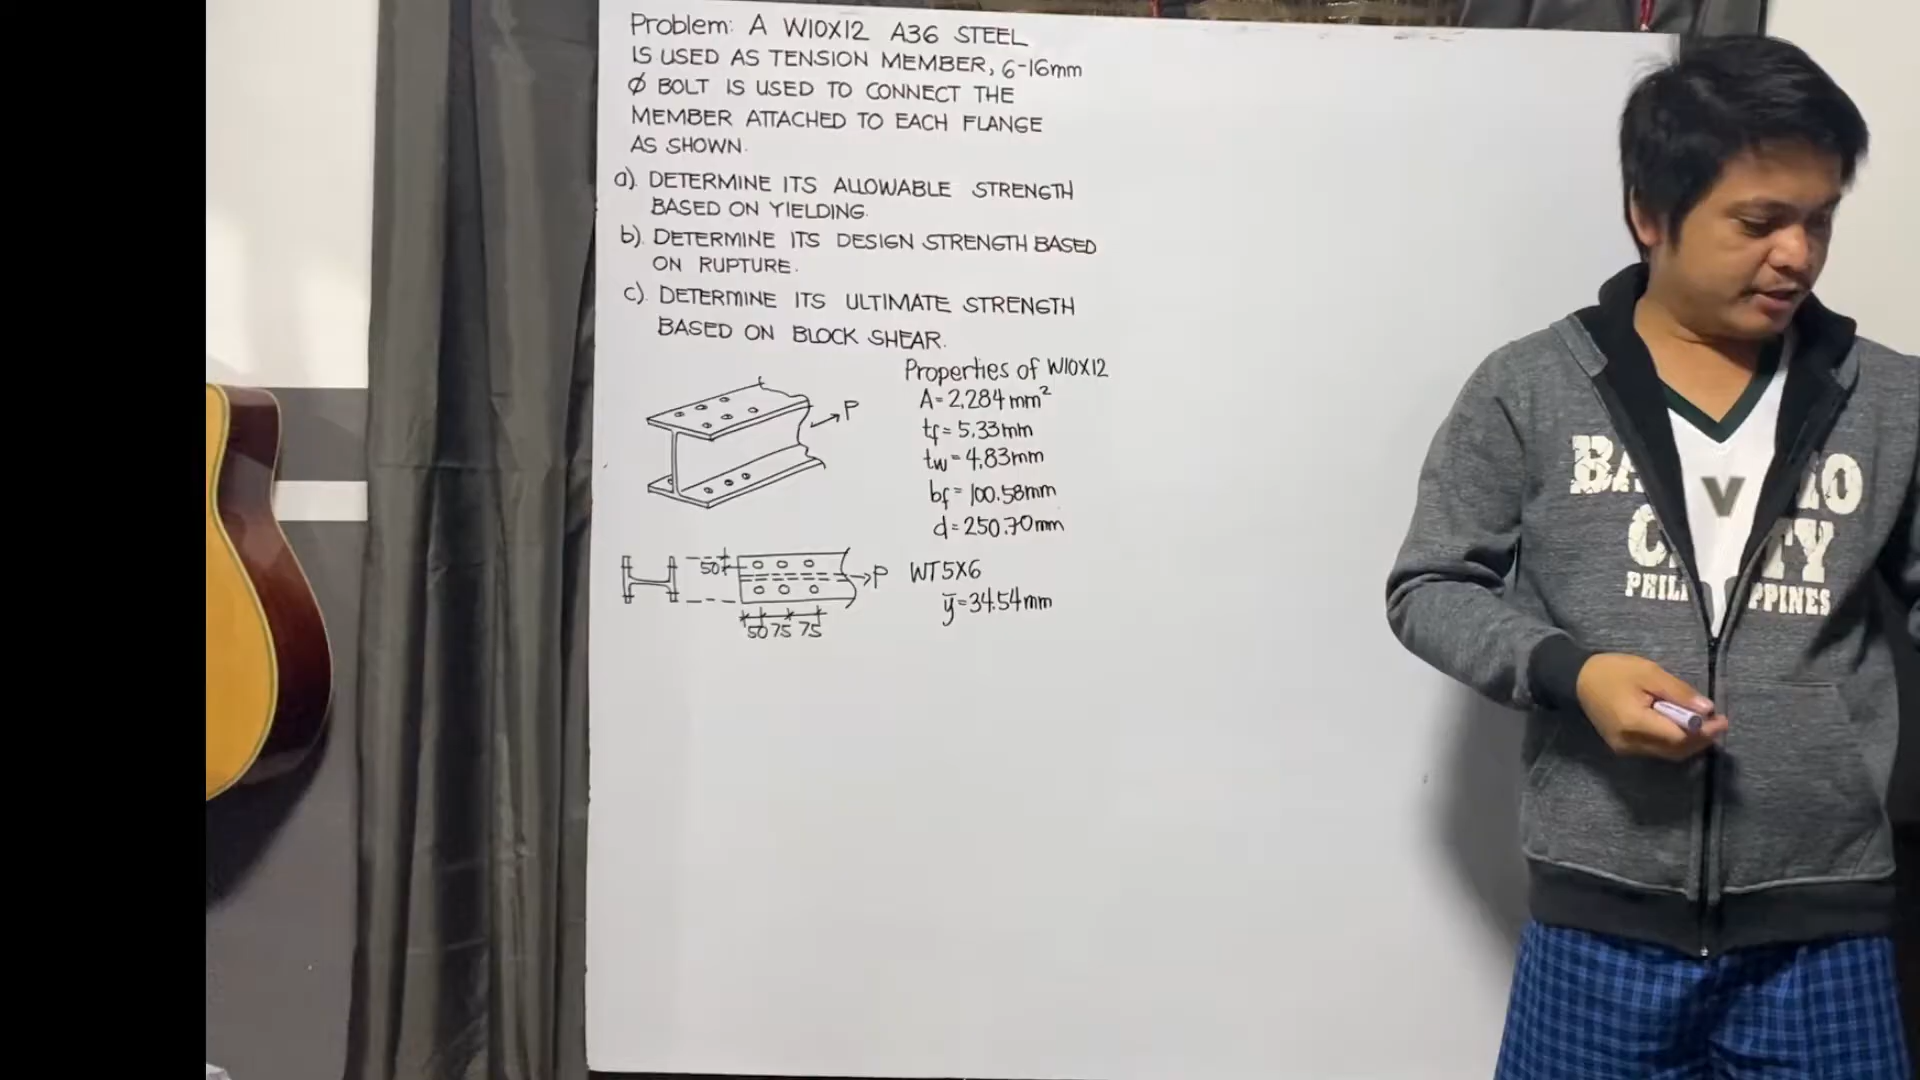 Problem: A W10X12 A36 STEEL
IS USED AS TENSION MEMBER, 6-16mm
Ø BOLT IS USED TO CONNECT THE
MEMBER ATTACHED TO EACH FLANGE
AS SHOWN.
a). DETERMINE ITS ALLOWABLE STRENGTH
BASED ON YIELDING.
b). DETERMINE ITS DESIGN STRENGTH BASED
ON RUPTURE.
c). DETERMINE ITS ULTIMATE STRENGTH
BASED ON BLOCK SHEAR.
P
Properties of W10X12
A=2,284mm²
tf=5.33mm
tw=4.83mm
bf=100.58mm
d=250.70mm
50
P
50 75 75
WT5X6
ȳ=34.54mm
V
CITY
PHILIPPINES